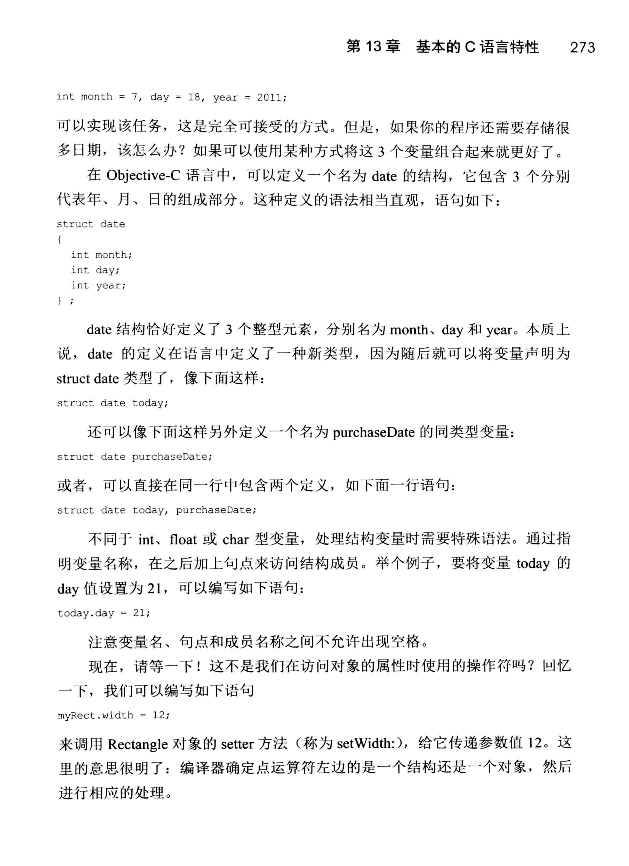 第 13 章 基本的 C 语言特性 273
int month = 7, day = 18, year = 2011;
可以实现该任务，这是完全可接受的方式。但是，如果你的程序还需要存储很
多日期，该怎么办？如果可以使用某种方式将这 3 个变量组合起来就更好了。
在 Objective-C 语言中，可以定义一个名为 date 的结构，它包含 3 个分别
代表年、月、日的组成部分。这种定义的语法相当直观，语句如下：
struct date
{
int month;
int day;
int year;
} ;
date 结构恰好定义了 3 个整型元素，分别名为 month、day 和 year。本质上
说，date 的定义在语言中定义了一种新类型，因为随后就可以将变量声明为
struct date 类型了，像下面这样：
struct date today;
还可以像下面这样另外定义一个名为 purchaseDate 的同类型变量：
struct date purchaseDate;
或者，可以直接在同一行中包含两个定义，如下面一行语句：
struct date today, purchaseDate;
不同于 int、float 或 char 型变量，处理结构变量时需要特殊语法。通过指
明变量名称，在之后加上句点来访问结构成员。举个例子，要将变量 today 的
day 值设置为 21，可以编写如下语句：
today.day = 21;
注意变量名、句点和成员名称之间不允许出现空格。
现在，请等一下！这不是我们在访问对象的属性时使用的操作符吗？回忆
一下，我们可以编写如下语句
myRect.width = 12;
来调用 Rectangle 对象的 setter 方法（称为 setWidth:），给它传递参数值 12。这
里的意思很明了：编译器确定点运算符左边的是一个结构还是一个对象，然后
进行相应的处理。